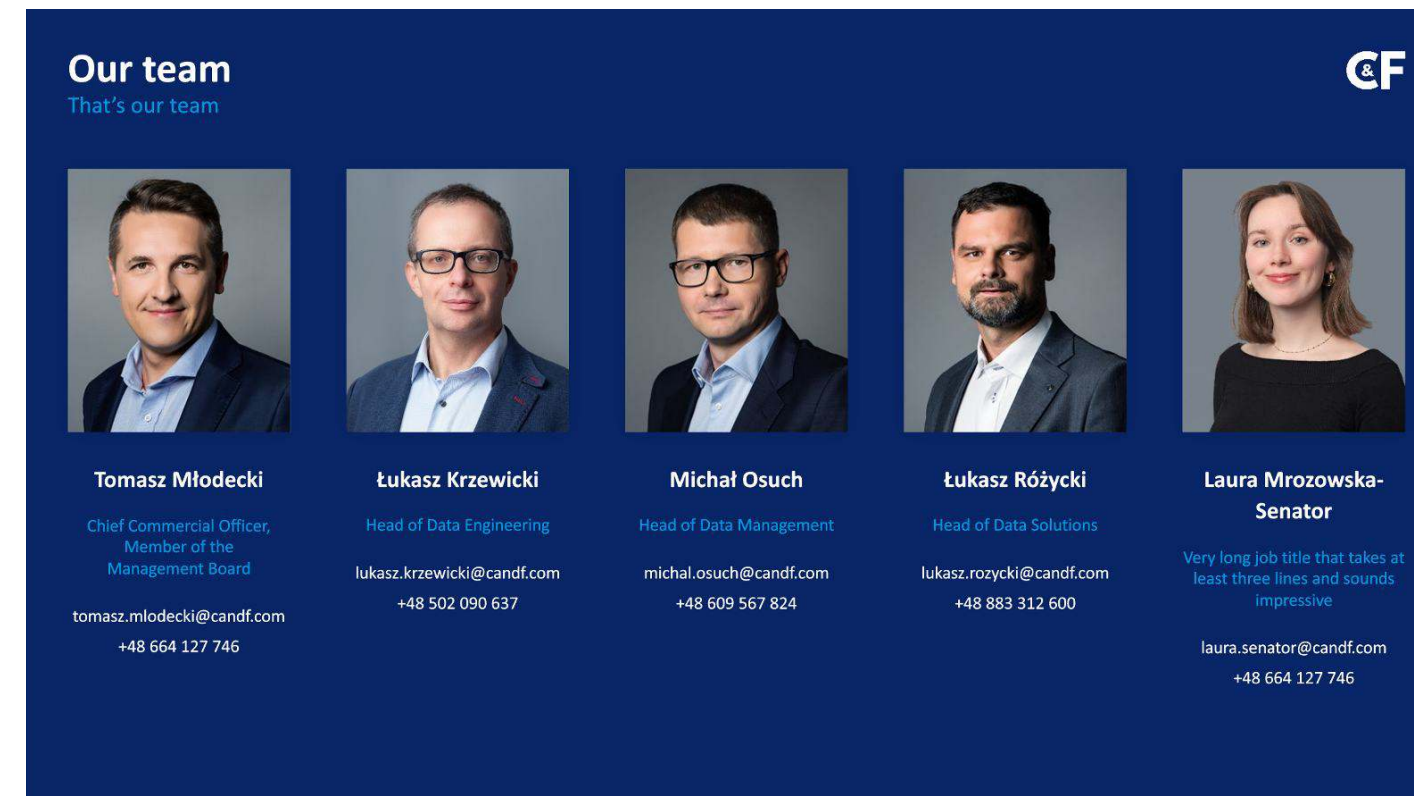 Our team
That's our team
C&F
Tomasz Młodecki
Chief Commercial Officer,
Member of the
Management Board
tomasz.mlodecki@candf.com
+48 664 127 746
Łukasz Krzewicki
Head of Data Engineering
lukasz.krzewicki@candf.com
+48 502 090 637
Michał Osuch
Head of Data Management
michal.osuch@candf.com
+48 609 567 824
Łukasz Różycki
Head of Data Solutions
lukasz.rozycki@candf.com
+48 883 312 600
Laura Mrozowska-
Senator
Very long job title that takes at
least three lines and sounds
impressive
laura.senator@candf.com
+48 664 127 746